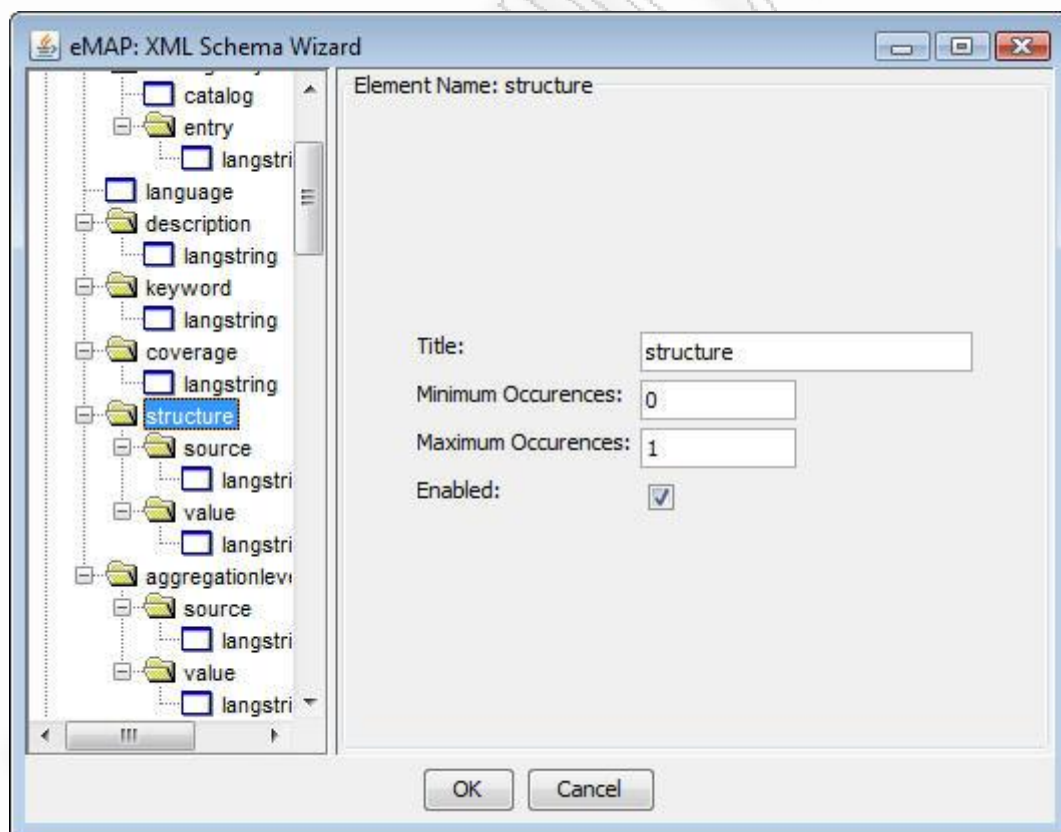 eMAP: XML Schema Wizard
catalog
entry
langstri
language
description
langstring
keyword
langstring
coverage
langstring
structure
source
langstri
value
langstri
aggregationlev
source
langstri
value
langstri
Element Name: structure
Title: structure
Minimum Occurences: 0
Maximum Occurences: 1
Enabled:
OK Cancel